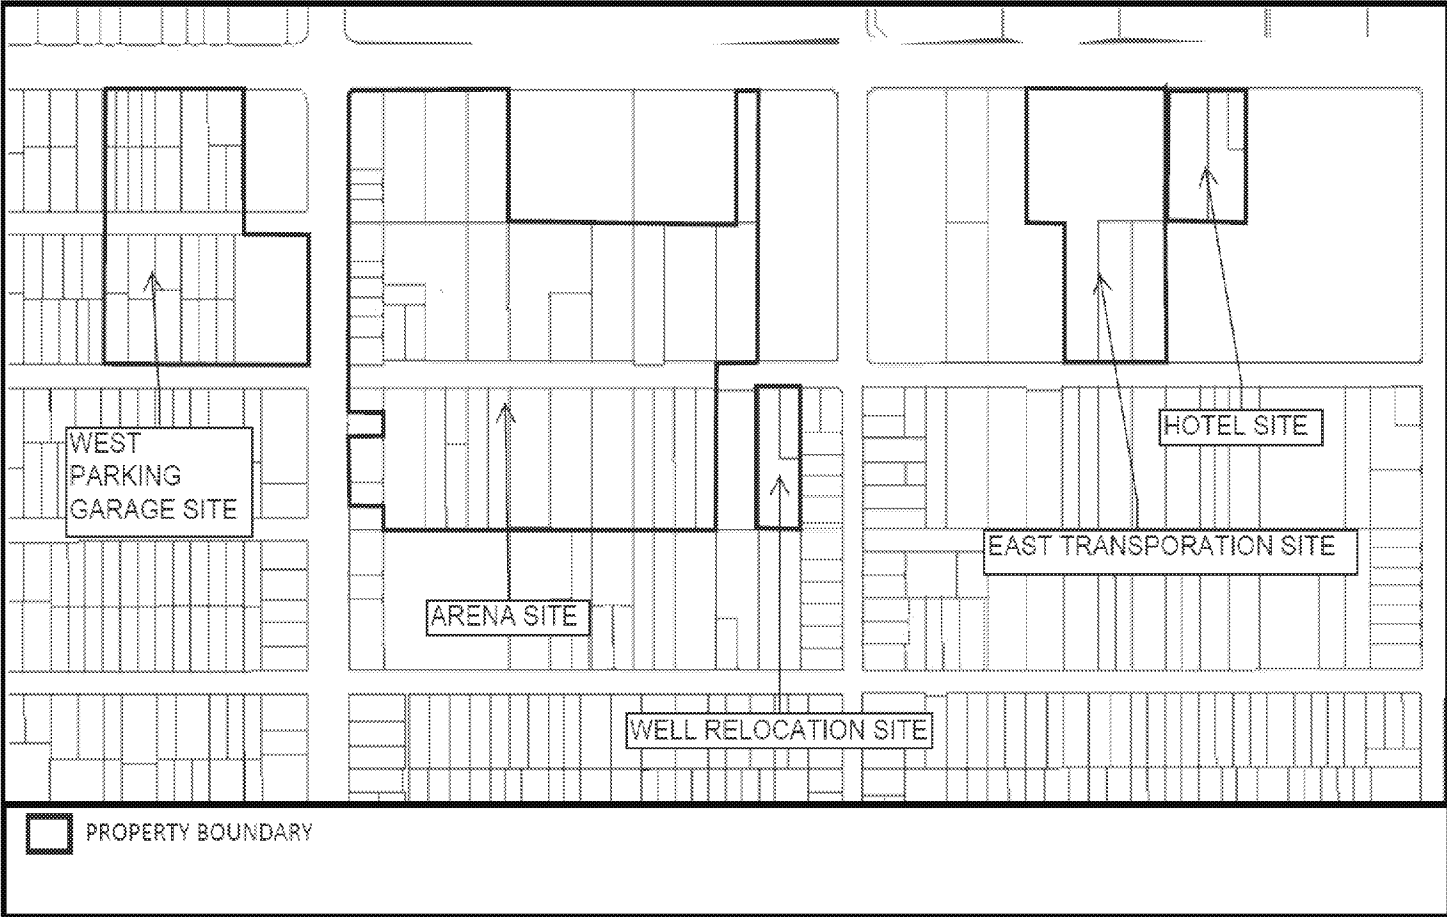 HOTEL SITE
WEST
PARKING
GARAGE SITE
EAST TRANSPORATION SITE
ARENA SITE
WELL RELOCATION SITE
PROPERTY BOUNDARY